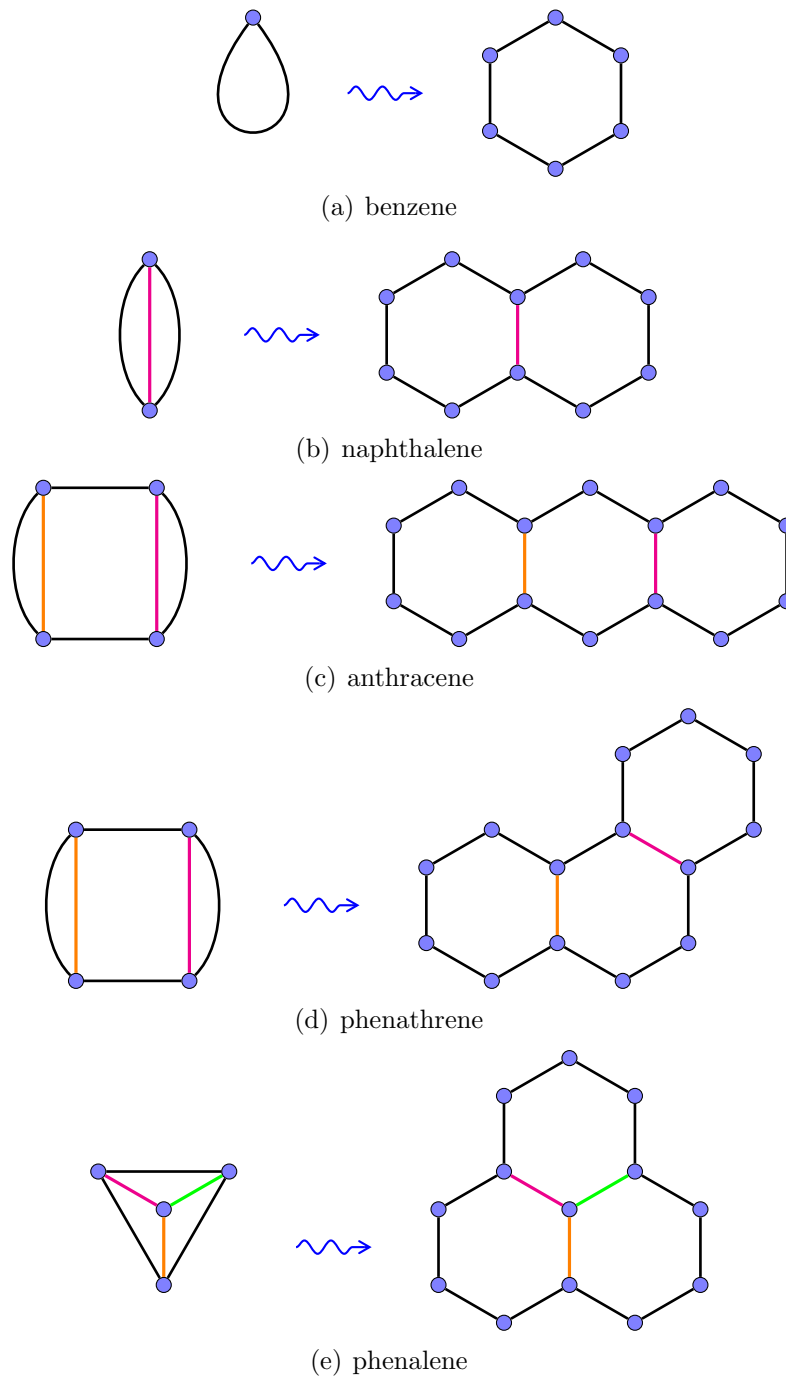 (a) benzene
(b) naphthalene
(c) anthracene
(d) phenathrene
(e) phenalene